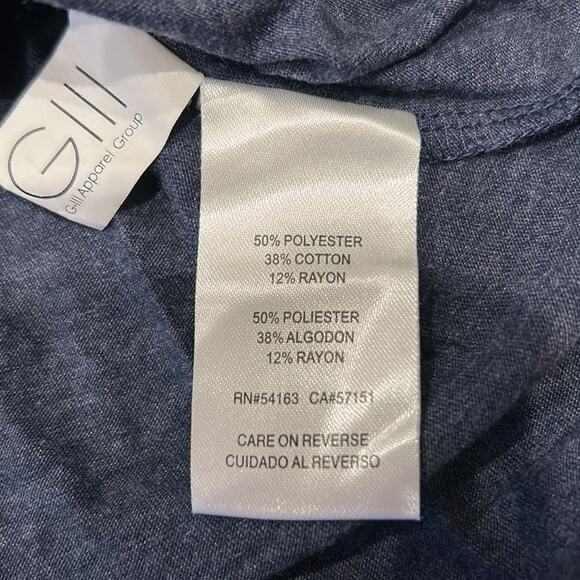 GIII
G-III Apparel Group
50% POLYESTER
38% COTTON
12% RAYON
50% POLIESTER
38% ALGODON
12% RAYON
RN#54163 CA#57151
CARE ON REVERSE
CUIDADO AL REVERSO